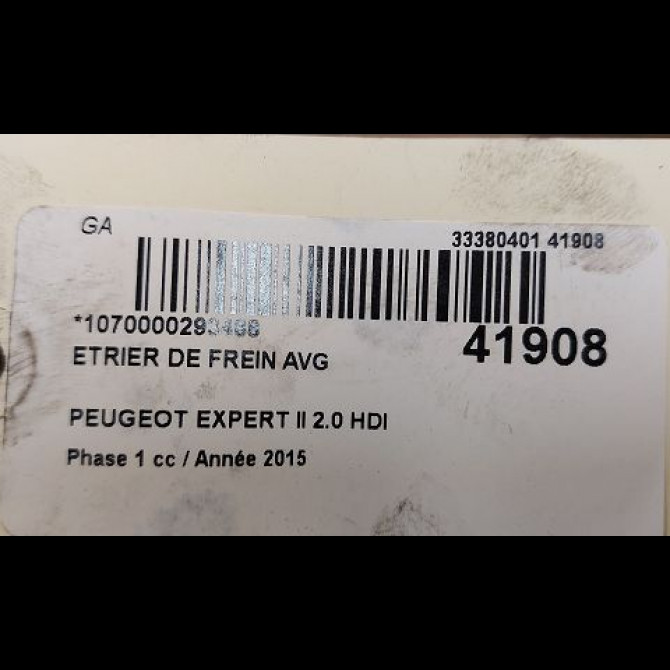 GA
33380401 41908
41908
ETRIER DE FREIN AVG
PEUGEOT EXPERT II 2.0 HDI
Phase 1 cc / Année 2015